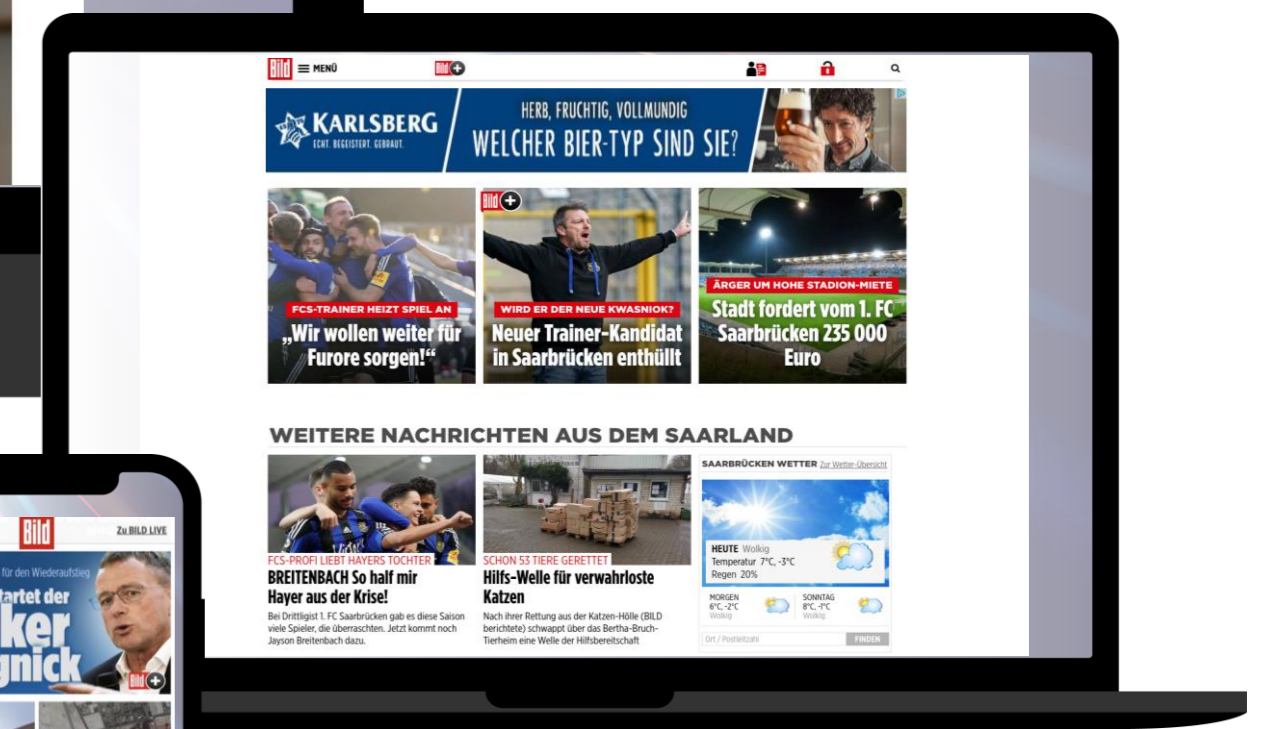 Bild MENÜ Bild+
KARLSBERG
ECHT. BEGEISTERT. GEBRAUT.
HERB, FRUCHTIG, VOLLMUNDIG
WELCHER BIER-TYP SIND SIE?
FCS-TRAINER HEIZT SPIEL AN
„Wir wollen weiter für
Furore sorgen!“
Bild+
WIRD ER DER NEUE KWASNIOK?
Neuer Trainer-Kandidat
in Saarbrücken enthüllt
ÄRGER UM HOHE STADION-MIETE
Stadt fordert vom 1. FC
Saarbrücken 235 000
Euro
WEITERE NACHRICHTEN AUS DEM SAARLAND
FCS-PROFI LIEBT HAYERS TOCHTER
BREITENBACH So half mir
Hayer aus der Krise!
Bei Drittligist 1. FC Saarbrücken gab es diese Saison
viele Spieler, die überraschten. Jetzt kommt noch
Jayson Breitenbach dazu.
SCHON 53 TIERE GERETTET
Hilfs-Welle für verwahrloste
Katzen
Nach ihrer Rettung aus der Katzen-Hölle (BILD
berichtete) schwappt über das Bertha-Bruch-
Tierheim eine Welle der Hilfsbereitschaft
SAARBRÜCKEN WETTER Zur Wetter-Übersicht
HEUTE Wolkig
Temperatur 7°C, -3°C
Regen 20%
MORGEN
6°C, -2°C
Wolkig
SONNTAG
8°C, -1°C
Wolkig
Ort / Postleitzahl FINDEN
Bild Zu BILD LIVE
für den Wiederaufstieg
tartet der
ker
gnick
Bild+